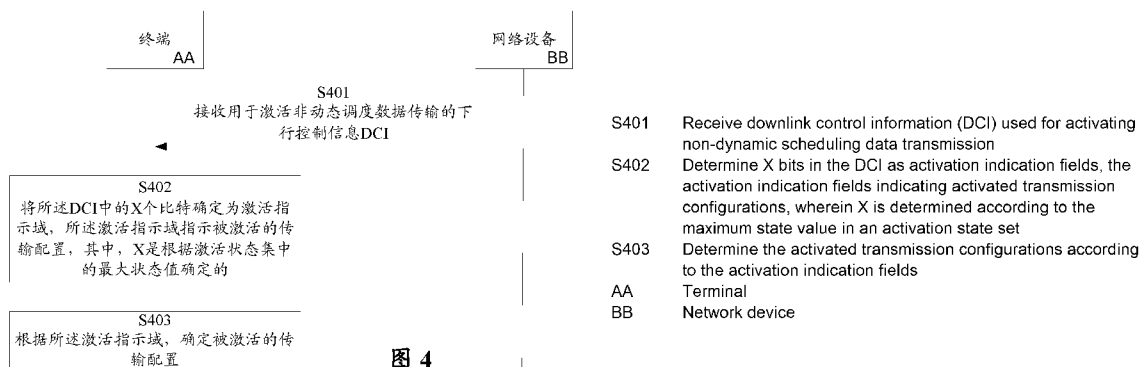 终端
AA
网络设备
BB
S401
接收用于激活非动态调度数据传输的下
行控制信息DCI
S402
将所述DCI中的X个比特确定为激活指
示域，所述激活指示域指示被激活的传
输配置，其中，X是根据激活状态集中
的最大状态值确定的
S403
根据所述激活指示域，确定被激活的传
输配置
图 4
S401 Receive downlink control information (DCI) used for activating
non-dynamic scheduling data transmission
S402 Determine X bits in the DCI as activation indication fields, the
activation indication fields indicating activated transmission
configurations, wherein X is determined according to the
maximum state value in an activation state set
S403 Determine the activated transmission configurations according
to the activation indication fields
AA Terminal
BB Network device